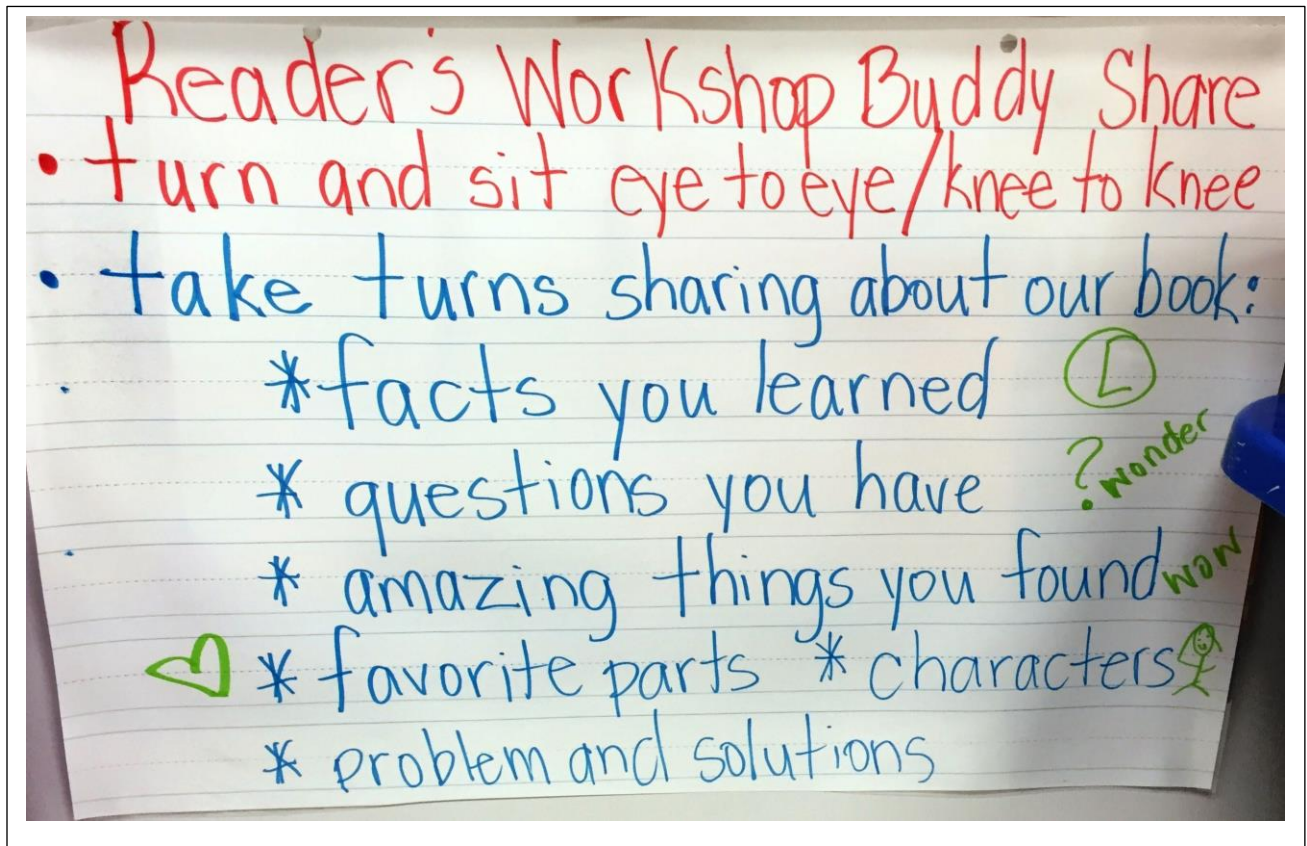 Reader's Workshop Buddy Share
• turn and sit eye to eye/knee to knee
• take turns sharing about our book:
*facts you learned L
* questions you have ? wonder
* amazing things you found wow
* favorite parts * characters
* problem and solutions